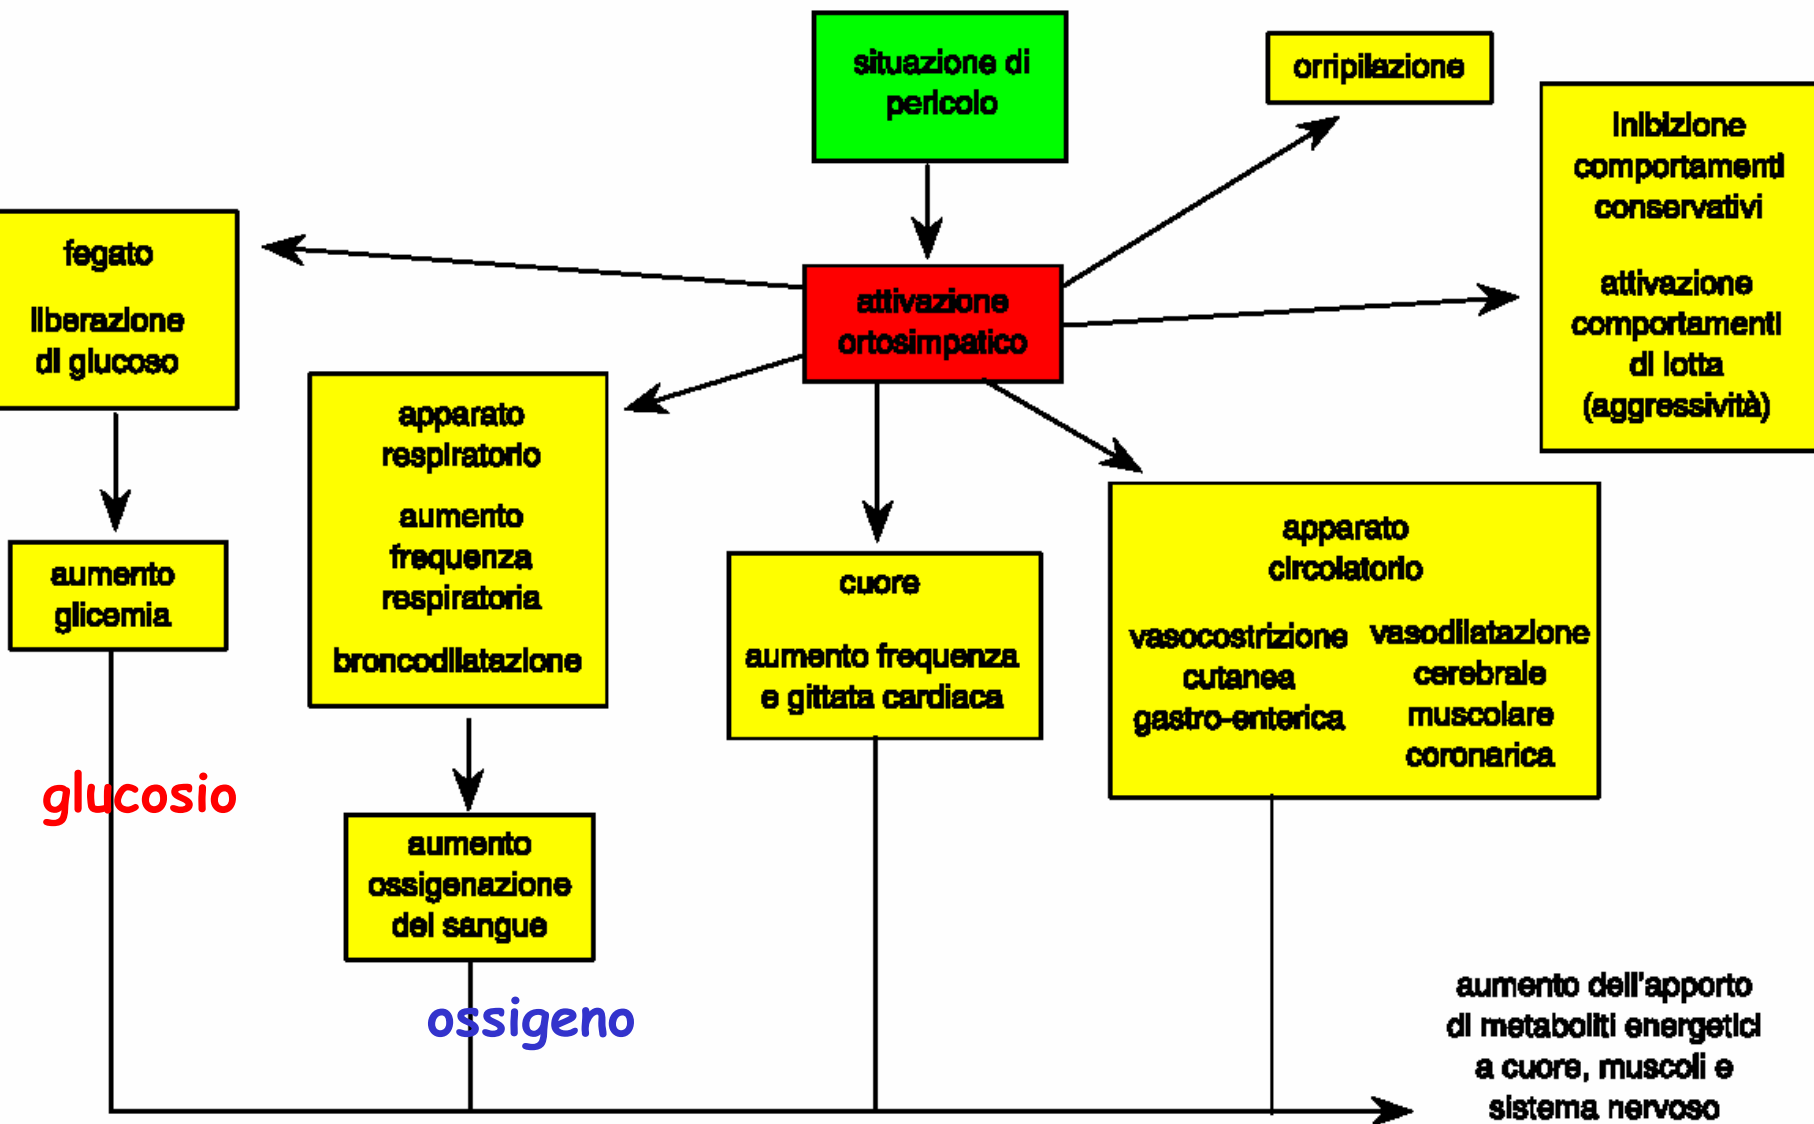 situazione di
pericolo
orripilazione
inibizione
comportamenti
conservativi
attivazione
comportamenti
di lotta
(aggressività)
attivazione
ortosimpatico
fegato
liberazione
di glucoso
aumento
glicemia
apparato
respiratorio
aumento
frequenza
respiratoria
broncodilatazione
cuore
aumento frequenza
e gittata cardiaca
apparato
circolatorio
vasocostrizione
cutanea
gastro-enterica
vasodilatazione
cerebrale
muscolare
coronarica
glucosio
aumento
ossigenazione
del sangue
ossigeno
aumento dell'apporto
di metaboliti energetici
a cuore, muscoli e
sistema nervoso